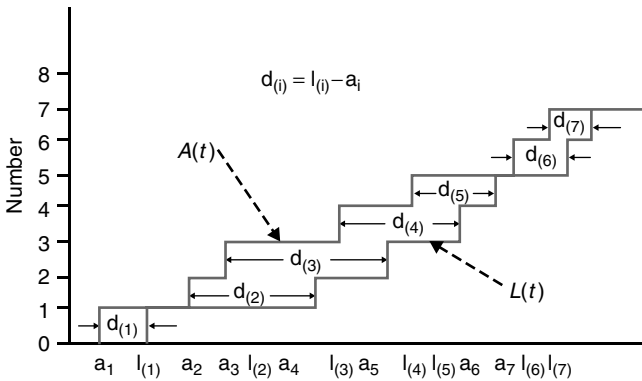 8
d(i) = l(i) – ai
7
d(7)
A(t)
6
d(6)
Number
5
d(5)
4
d(4)
3
d(3)
L(t)
2
d(2)
1
d(1)
0
a1 l(1) a2 a3 l(2) a4 l(3) a5 l(4) l(5) a6 a7 l(6) l(7)